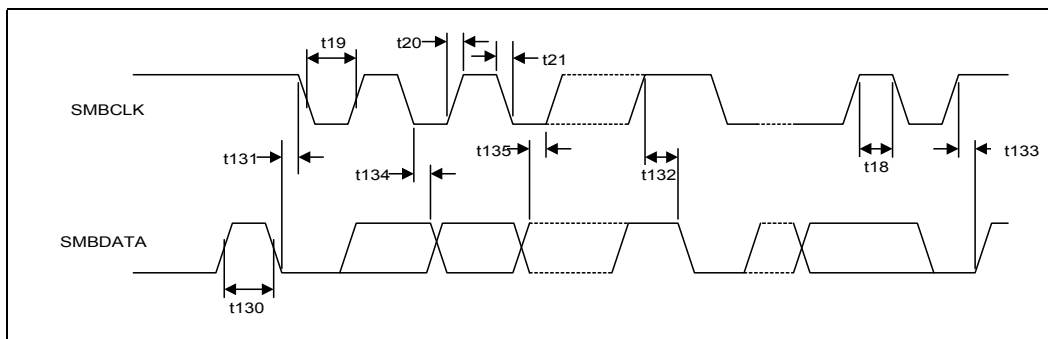 t19
t20
t21
SMBCLK
t131
t135
t18
t133
t134
t132
SMBDATA
t130